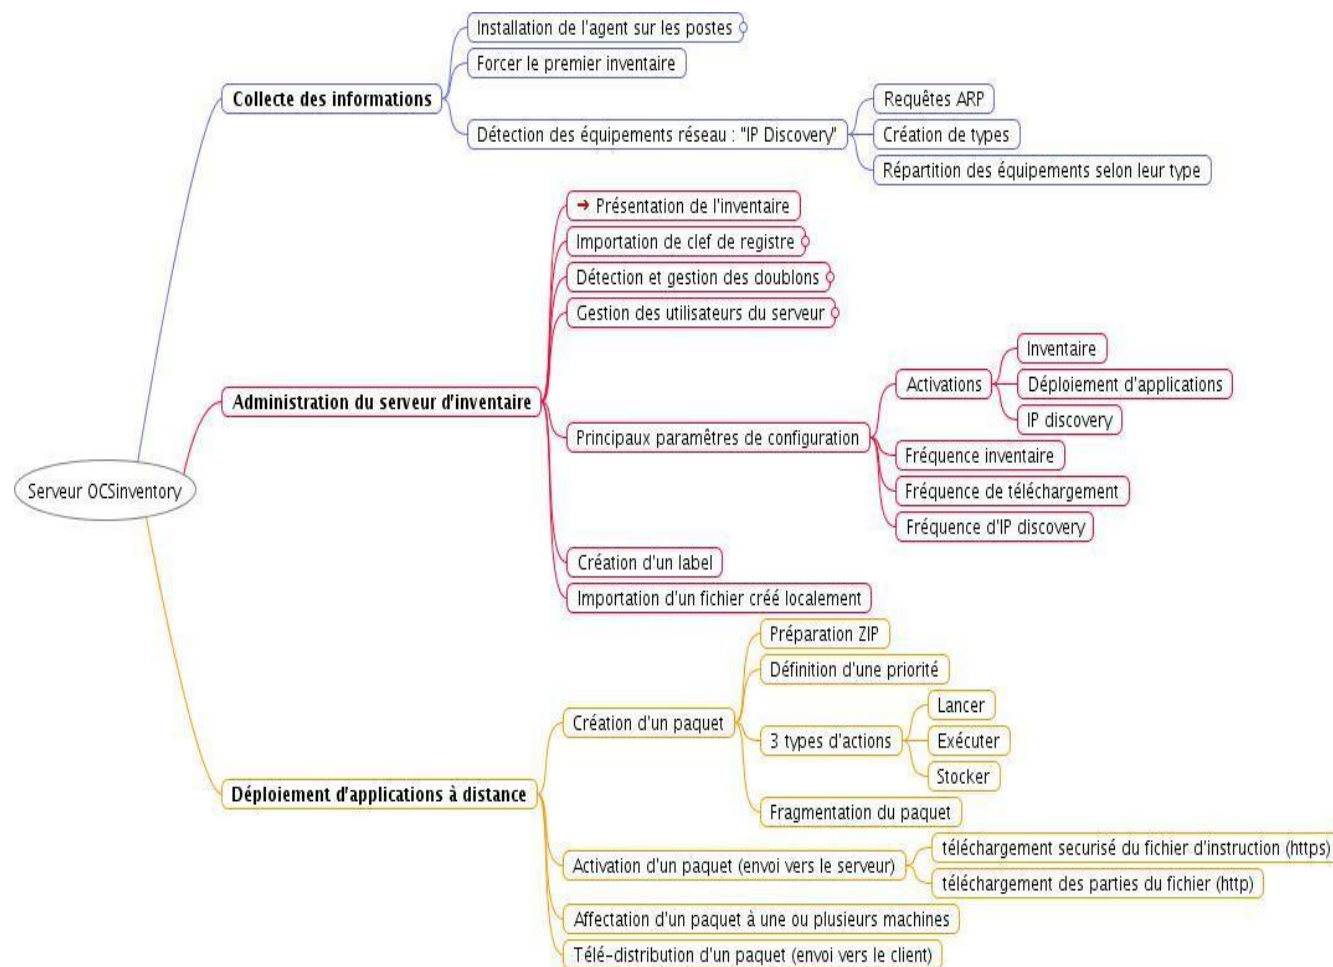 Serveur OCSinventory
Collecte des informations
Installation de l'agent sur les postes
Forcer le premier inventaire
Détection des équipements réseau : "IP Discovery"
Requêtes ARP
Création de types
Répartition des équipements selon leur type
Administration du serveur d'inventaire
➔ Présentation de l'inventaire
Importation de clef de registre
Détection et gestion des doublons
Gestion des utilisateurs du serveur
Principaux paramêtres de configuration
Activations
Inventaire
Déploiement d'applications
IP discovery
Fréquence inventaire
Fréquence de téléchargement
Fréquence d'IP discovery
Création d'un label
Importation d'un fichier créé localement
Déploiement d'applications à distance
Création d'un paquet
Préparation ZIP
Définition d'une priorité
3 types d'actions
Lancer
Exécuter
Stocker
Fragmentation du paquet
Activation d'un paquet (envoi vers le serveur)
téléchargement securisé du fichier d'instruction (https)
téléchargement des parties du fichier (http)
Affectation d'un paquet à une ou plusieurs machines
Télé-distribution d'un paquet (envoi vers le client)